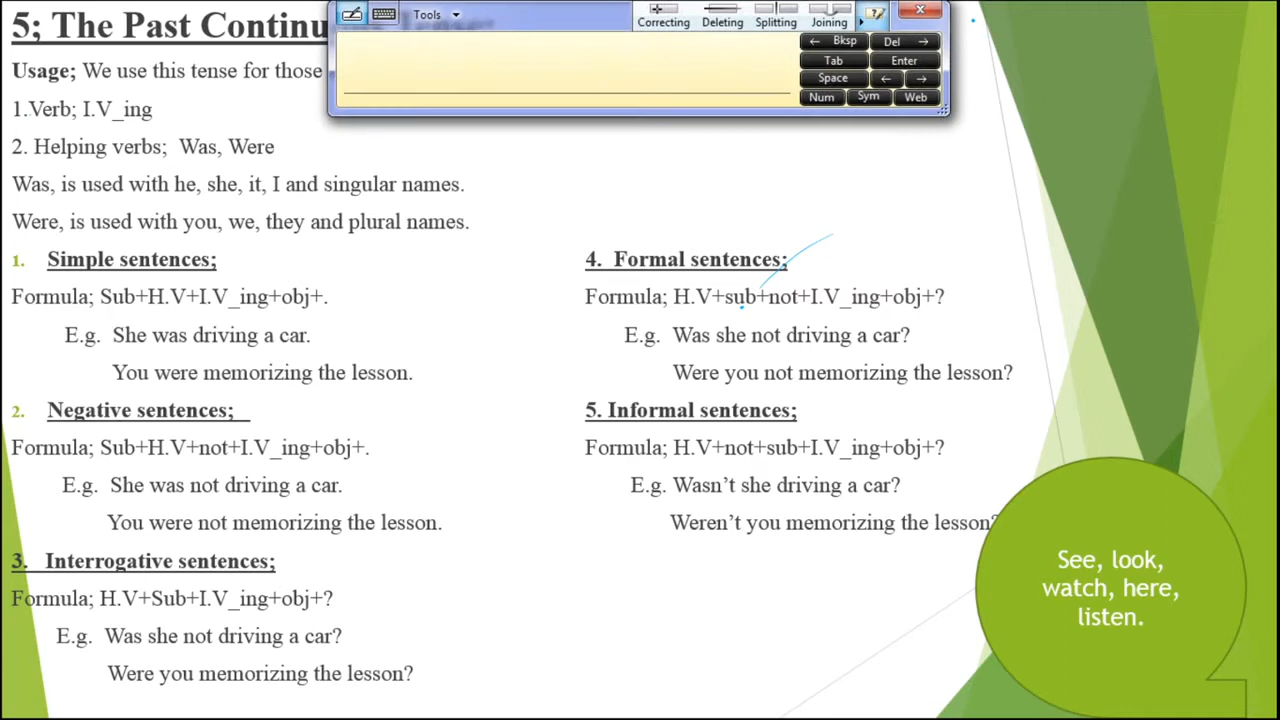 5; The Past Contin
Usage; We use this tense for those
1.Verb; I.V_ing
2. Helping verbs;  Was, Were
Was, is used with he, she, it, I and singular names.
Were, is used with you, we, they and plural names.
1. Simple sentences;
Formula; Sub+H.V+I.V_ing+obj+.
E.g. She was driving a car.
You were memorizing the lesson.
2. Negative sentences;
Formula; Sub+H.V+not+I.V_ing+obj+.
E.g. She was not driving a car.
You were not memorizing the lesson.
3. Interrogative sentences;
Formula; H.V+Sub+I.V_ing+obj+?
E.g. Was she not driving a car?
Were you memorizing the lesson?
4. Formal sentences;
Formula; H.V+sub+not+I.V_ing+obj+?
E.g. Was she not driving a car?
Were you not memorizing the lesson?
5. Informal sentences;
Formula; H.V+not+sub+I.V_ing+obj+?
E.g. Wasn’t she driving a car?
Weren’t you memorizing the lesson?
See, look,
watch, here,
listen.
Tools
Correcting Deleting Splitting Joining
← Bksp Del →
Tab Enter
Space ← →
Num Sym Web